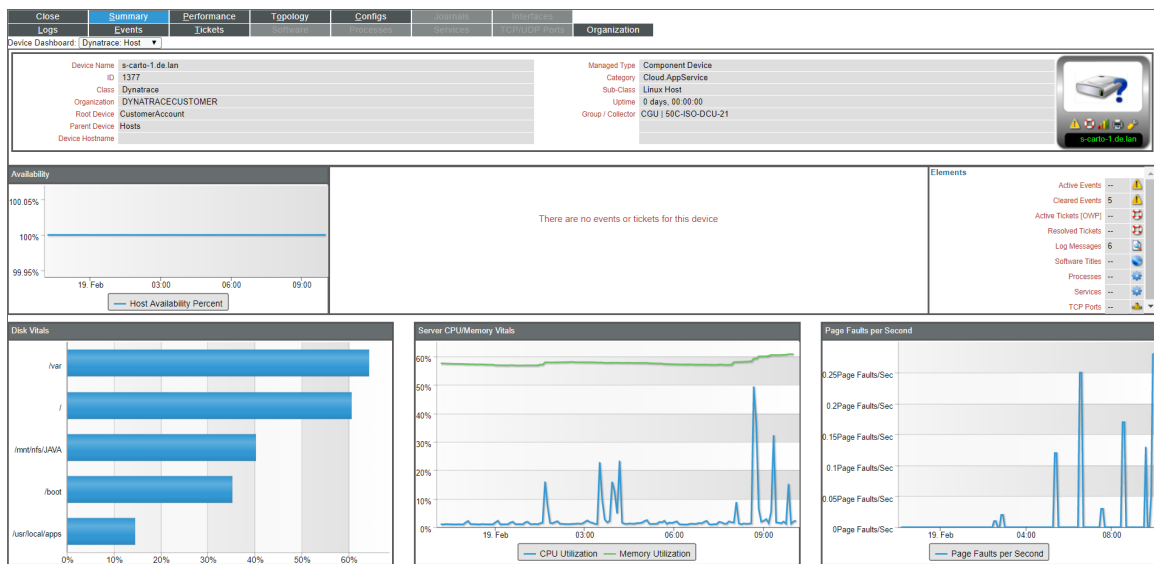 Close Summary Performance Topology Configs Journals Interfaces
Logs Events Tickets Software Processes Services TCP/UDP Ports Organization
Device Dashboard: Dynatrace: Host
Device Name s-carto-1.de.lan Managed Type Component Device
ID 1377 Category Cloud.AppService
Class Dynatrace Sub-Class Linux Host
Organization DYNATRACECUSTOMER Uptime 0 days, 00:00:00
Root Device CustomerAccount Group / Collector CGU | 50C-ISO-DCU-21
Parent Device Hosts
Device Hostname
s-carto-1.de.lan
Availability
100.05%
100%
99.95%
19. Feb 03:00 06:00 09:00
Host Availability Percent
There are no events or tickets for this device
Elements
Active Events --
Cleared Events 5
Active Tickets [OWP] --
Resolved Tickets --
Log Messages 6
Software Titles --
Processes --
Services --
TCP Ports --
Disk Vitals
/var
/
/mnt/nfs/JAVA
/boot
/usr/local/apps
0% 10% 20% 30% 40% 50% 60%
Server CPU/Memory Vitals
60%
50%
40%
30%
20%
10%
0%
19. Feb 03:00 06:00 09:00
CPU Utilization Memory Utilization
Page Faults per Second
0.25Page Faults/Sec
0.2Page Faults/Sec
0.15Page Faults/Sec
0.1Page Faults/Sec
0.05Page Faults/Sec
0Page Faults/Sec
19. Feb 04:00 08:00
Page Faults per Second